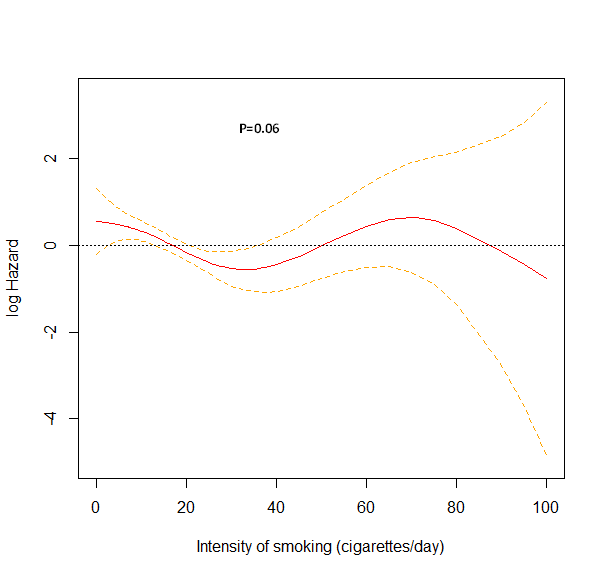 P=0.06
2
0
-2
-4
log Hazard
0 20 40 60 80 100
Intensity of smoking (cigarettes/day)